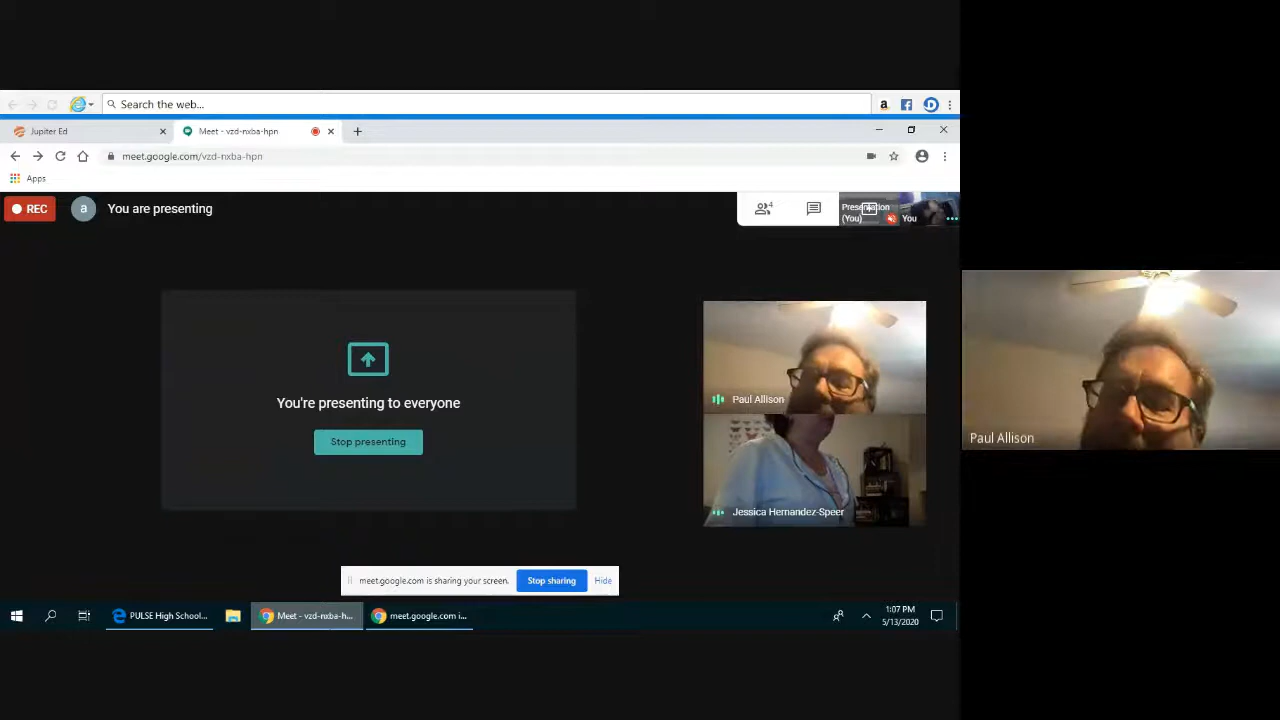 Search the web...
Jupiter Ed
Meet - vzd-nxba-hpn
meet.google.com/vzd-nxba-hpn
Apps
REC
a
You are presenting
4
Presentation
(You)
You
You're presenting to everyone
Stop presenting
Paul Allison
Jessica Hernandez-Speer
Paul Allison
meet.google.com is sharing your screen.
Stop sharing
Hide
PULSE High School...
Meet - vzd-nxba-h...
meet.google.com i...
1:07 PM
5/13/2020